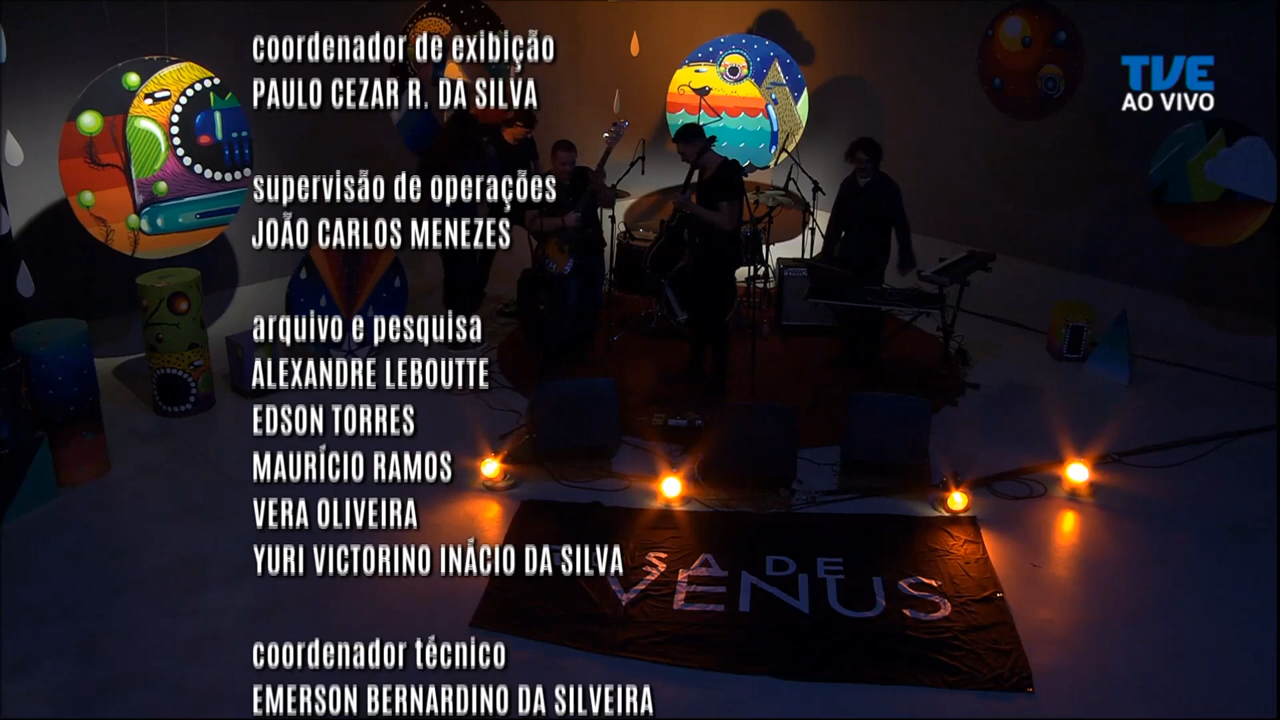 coordenador de exibição
PAULO CEZAR R. DA SILVA
TVE
AO VIVO
supervisão de operações
JOÃO CARLOS MENEZES
arquivo e pesquisa
ALEXANDRE LEBOUTTE
EDSON TORRES
MAURÍCIO RAMOS
VERA OLIVEIRA
YURI VICTORINO INÁCIO DA SILVA
DE
VENUS
coordenador técnico
EMERSON BERNARDINO DA SILVEIRA